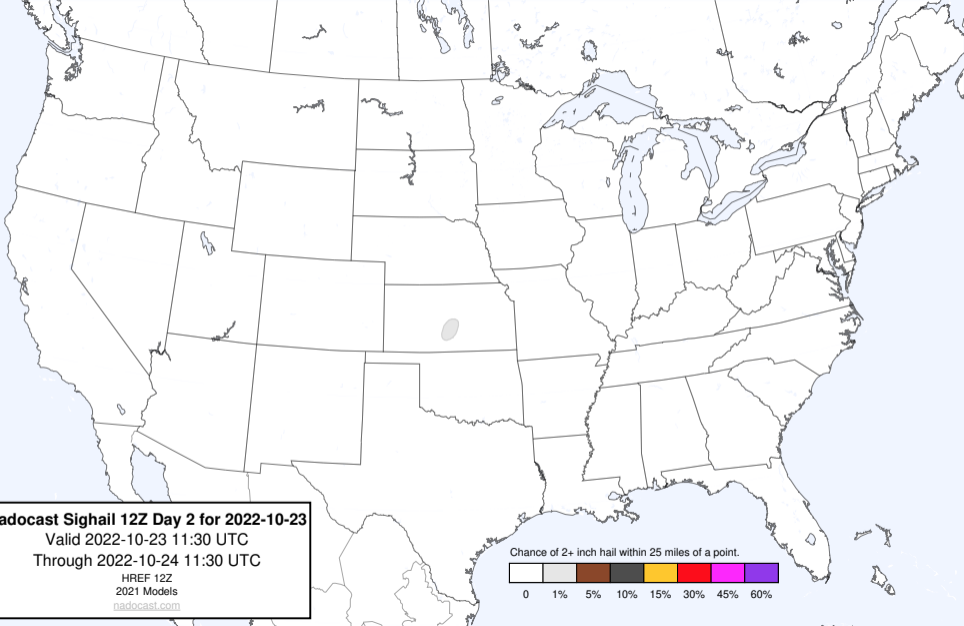 adocast Sighail 12Z Day 2 for 2022-10-23
Valid 2022-10-23 11:30 UTC
Through 2022-10-24 11:30 UTC
HREF 12Z
2021 Models
nadocast.com
Chance of 2+ inch hail within 25 miles of a point.
0 1% 5% 10% 15% 30% 45% 60%